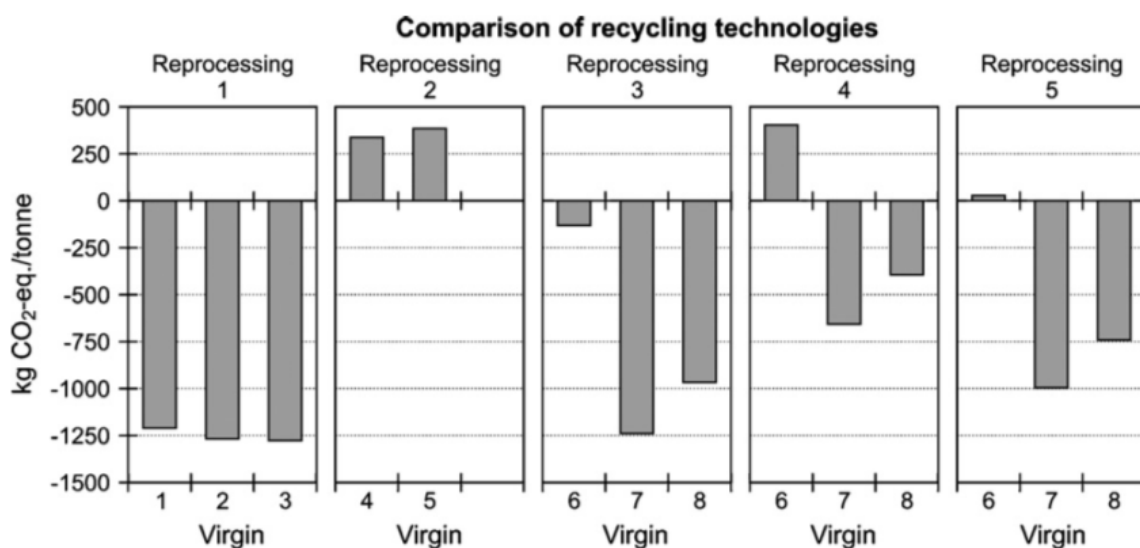 Comparison of recycling technologies
Reprocessing Reprocessing Reprocessing Reprocessing Reprocessing
1 2 3 4 5
kg CO₂-eq./tonne
500
250
0
-250
-500
-750
-1000
-1250
-1500
1 2 3 4 5 6 7 8 6 7 8 6 7 8
Virgin Virgin Virgin Virgin Virgin